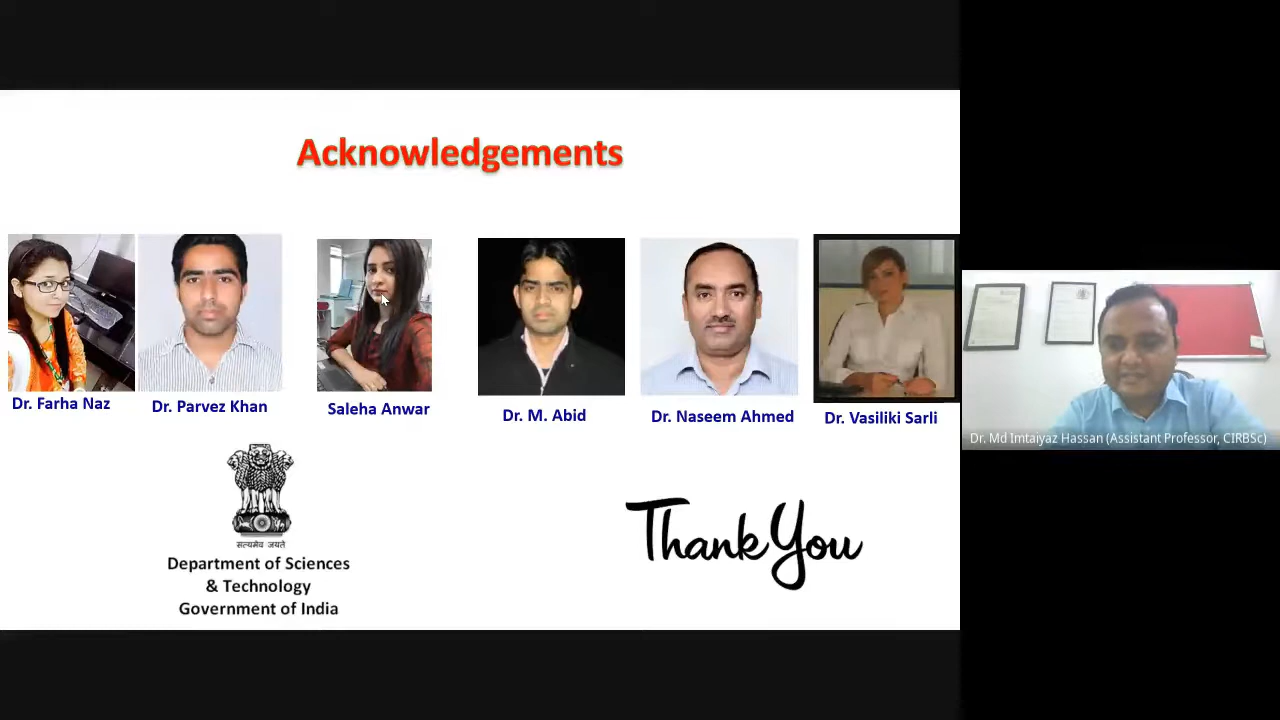 Acknowledgements
Dr. Farha Naz
Dr. Parvez Khan
Saleha Anwar
Dr. M. Abid
Dr. Naseem Ahmed
Dr. Vasiliki Sarli
सत्यमेव जयते
Department of Sciences
& Technology
Government of India
Thank You
Dr. Md Imtaiyaz Hassan (Assistant Professor, CIRBSc)